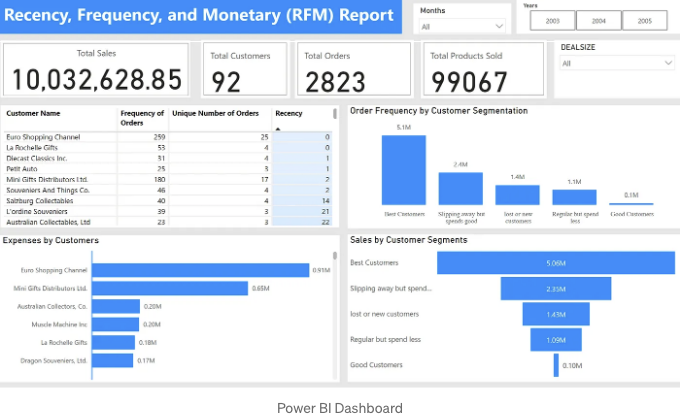 Recency, Frequency, and Monetary (RFM) Report
Months
All
Years
2003 2004 2005
Total Sales
10,032,628.85
Total Customers
92
Total Orders
2823
Total Products Sold
99067
DEALSIZE
All
Customer Name Frequency of Orders Unique Number of Orders Recency
Euro Shopping Channel 259 25 0
La Rochelle Gifts 53 4 0
Diecast Classics Inc. 31 4 1
Petit Auto 25 3 1
Mini Gifts Distributors Ltd. 180 17 2
Souveniers And Things Co. 46 4 2
Salzburg Collectables 40 4 14
L'ordine Souveniers 39 3 21
Australian Collectables, Ltd 23 3 22
Order Frequency by Customer Segmentation
5.1M
2.4M
1.4M
1.1M
0.1M
Best Customers
Slipping away but spends good
lost or new customers
Regular but spend less
Good Customers
Expenses by Customers
Euro Shopping Channel 0.91M
Mini Gifts Distributors Ltd. 0.65M
Australian Collectors, Co. 0.20M
Muscle Machine Inc 0.20M
La Rochelle Gifts 0.18M
Dragon Souveniers, Ltd. 0.17M
Sales by Customer Segments
Best Customers 5.06M
Slipping away but spend... 2.35M
lost or new customers 1.43M
Regular but spend less 1.09M
Good Customers 0.10M
Power BI Dashboard